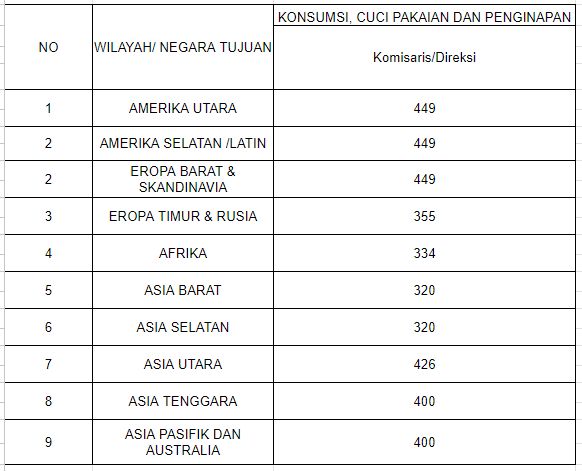 NO WILAYAH/ NEGARA TUJUAN KONSUMSI, CUCI PAKAIAN DAN PENGINAPAN
Komisaris/Direksi
1 AMERIKA UTARA 449
2 AMERIKA SELATAN /LATIN 449
2 EROPA BARAT &
SKANDINAVIA 449
3 EROPA TIMUR & RUSIA 355
4 AFRIKA 334
5 ASIA BARAT 320
6 ASIA SELATAN 320
7 ASIA UTARA 426
8 ASIA TENGGARA 400
9 ASIA PASIFIK DAN
AUSTRALIA 400